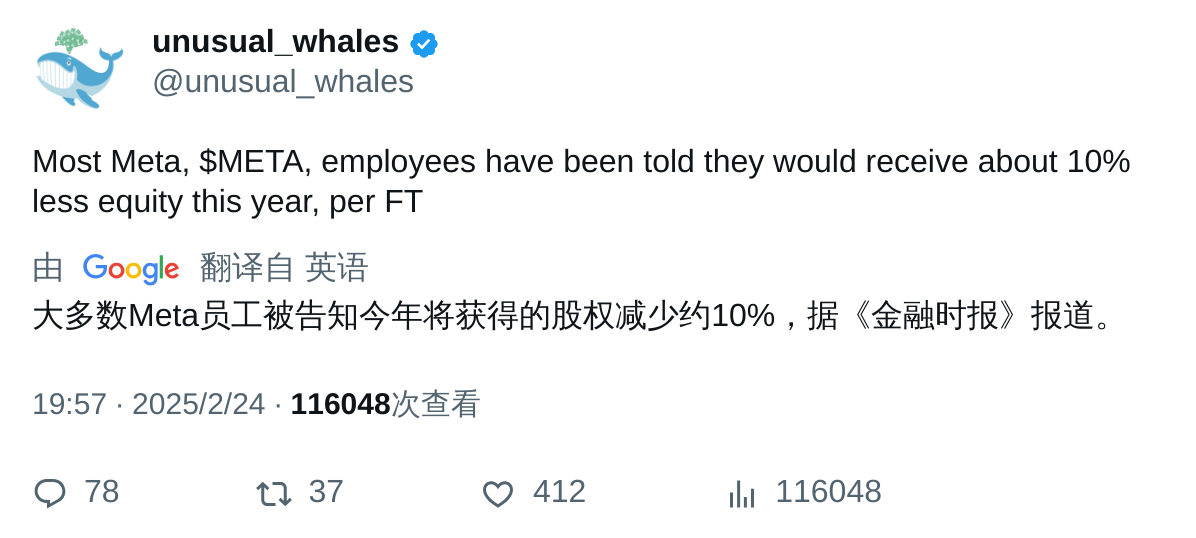 unusual_whales
@unusual_whales
Most Meta, $META, employees have been told they would receive about 10%
less equity this year, per FT
由 Google 翻译自 英语
大多数Meta员工被告知今年将获得的股权减少约10%，据《金融时报》报道。
19:57 · 2025/2/24 · 116048次查看
78 37 412 116048